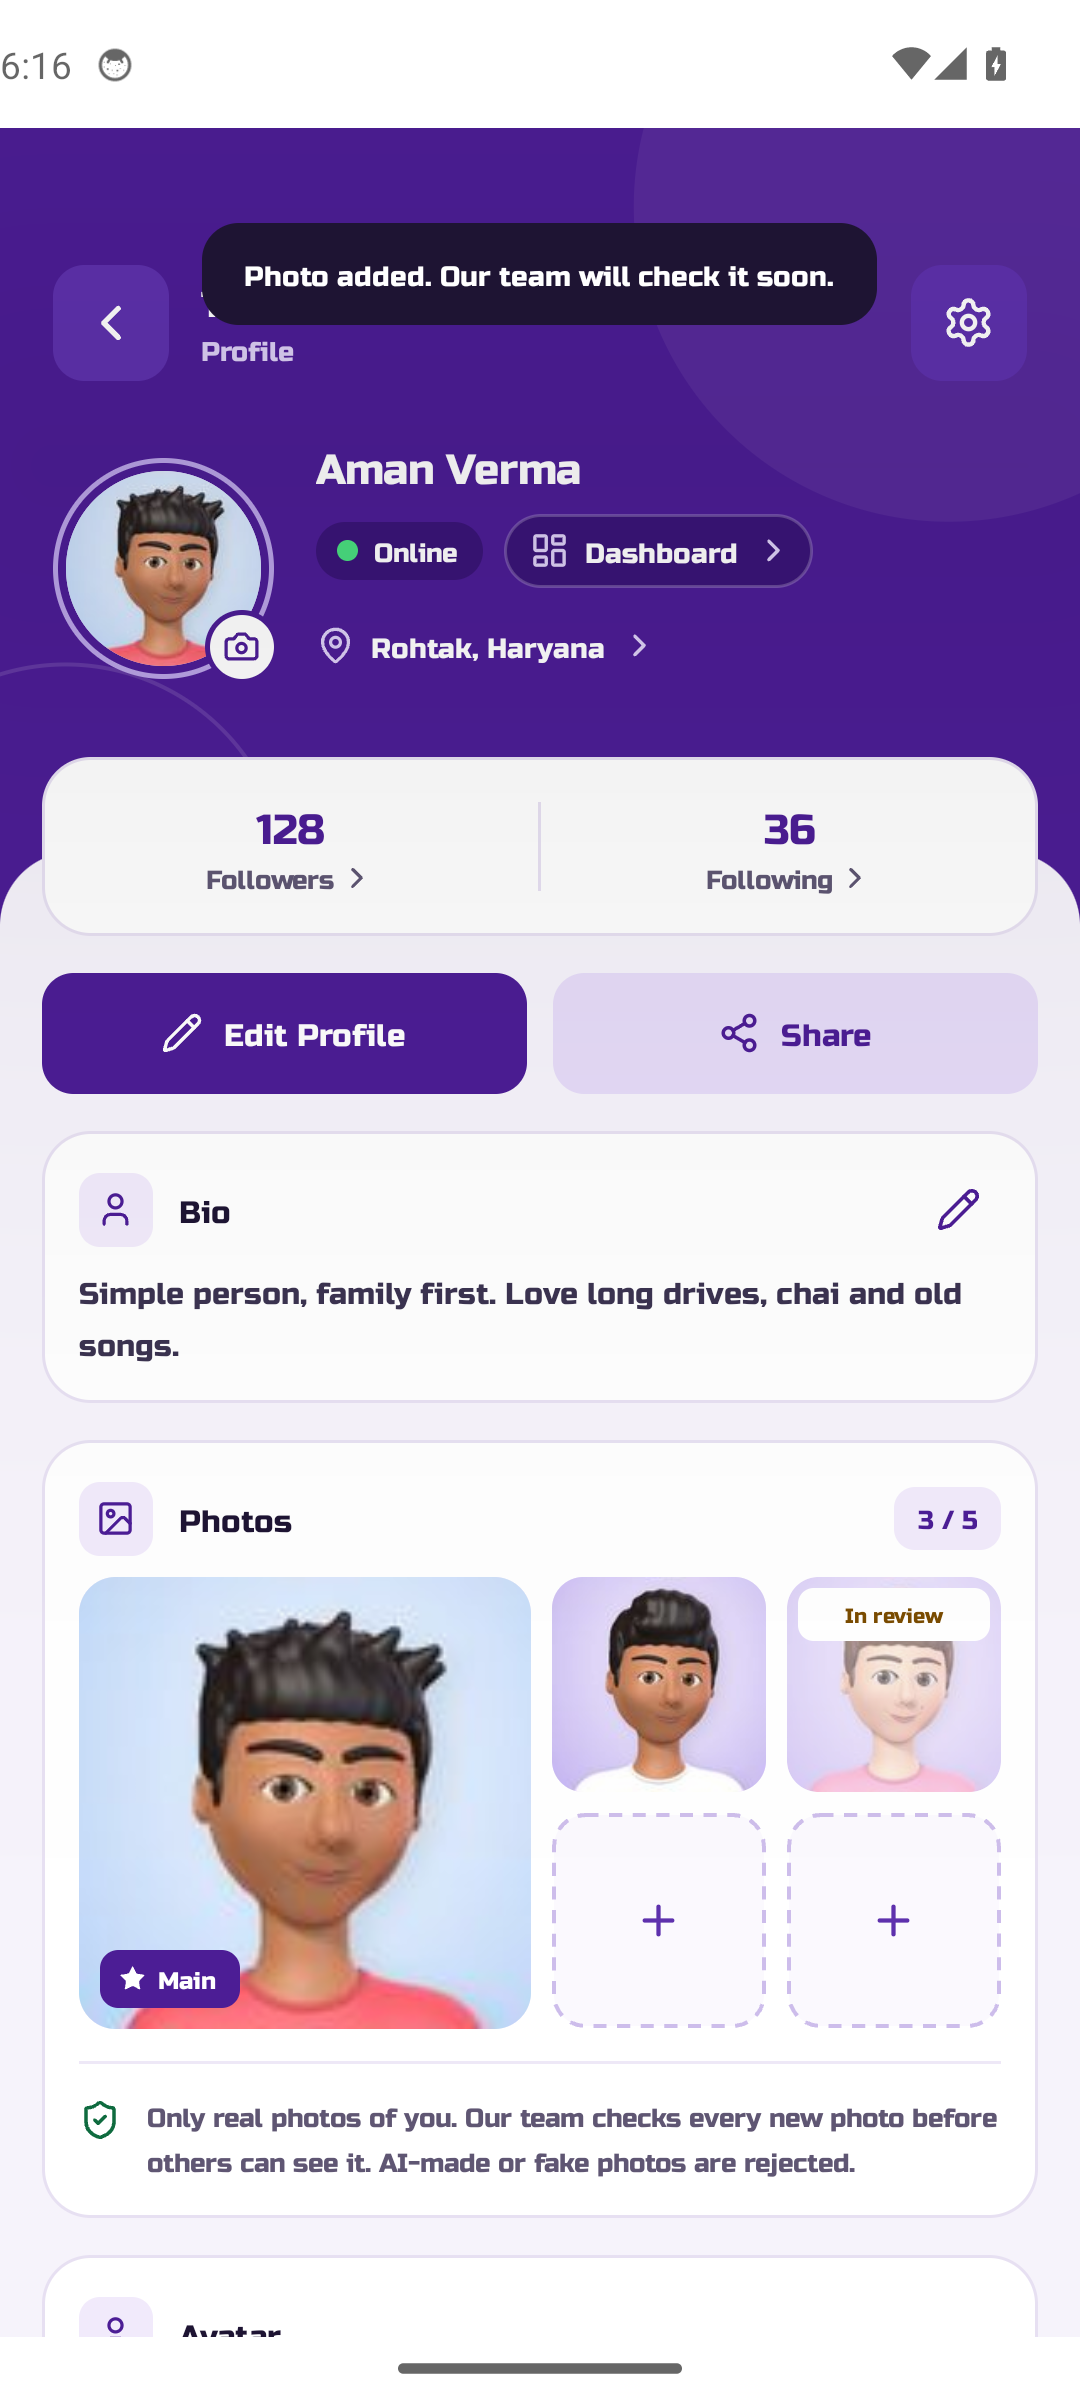 6:16
Photo added. Our team will check it soon.
Profile
Aman Verma
Online
Dashboard
Rohtak, Haryana
128
Followers
36
Following
Edit Profile
Share
Bio
Simple person, family first. Love long drives, chai and old
songs.
Photos
3 / 5
In review
Main
Only real photos of you. Our team checks every new photo before
others can see it. AI-made or fake photos are rejected.
Avatar